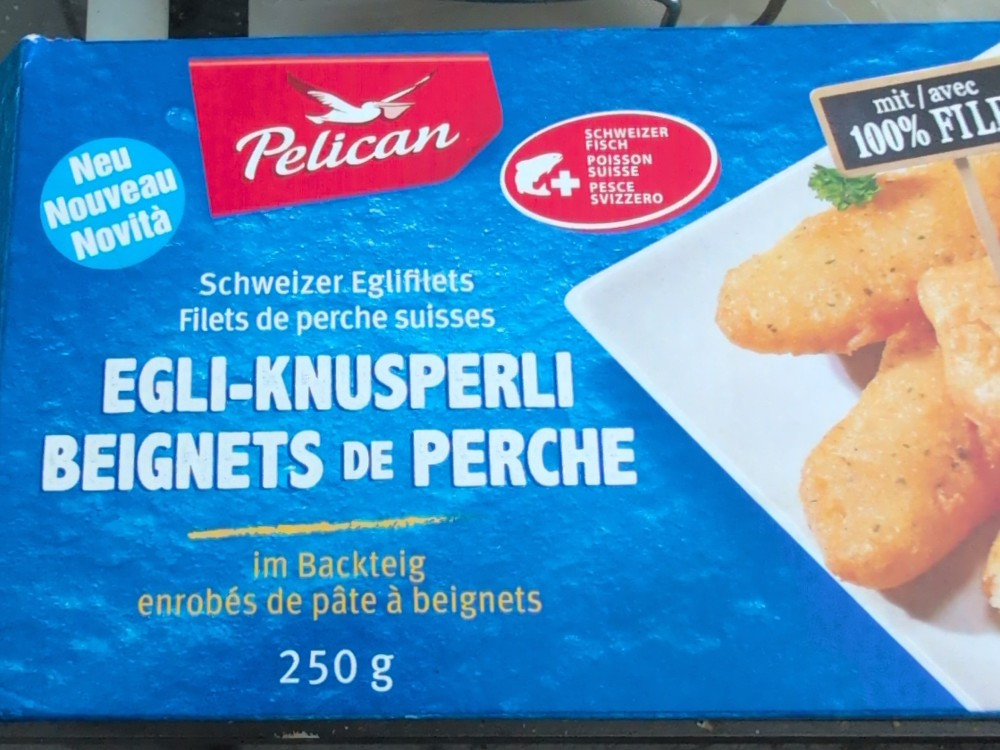 Neu
Nouveau
Novità
Pelican
SCHWEIZER
FISCH
POISSON
SUISSE
PESCE
SVIZZERO
mit / avec
100%
Schweizer Eglifilets
Filets de perche suisses
EGLI-KNUSPERLI
BEIGNETS DE PERCHE
im Backteig
enrobés de pâte à beignets
250 g